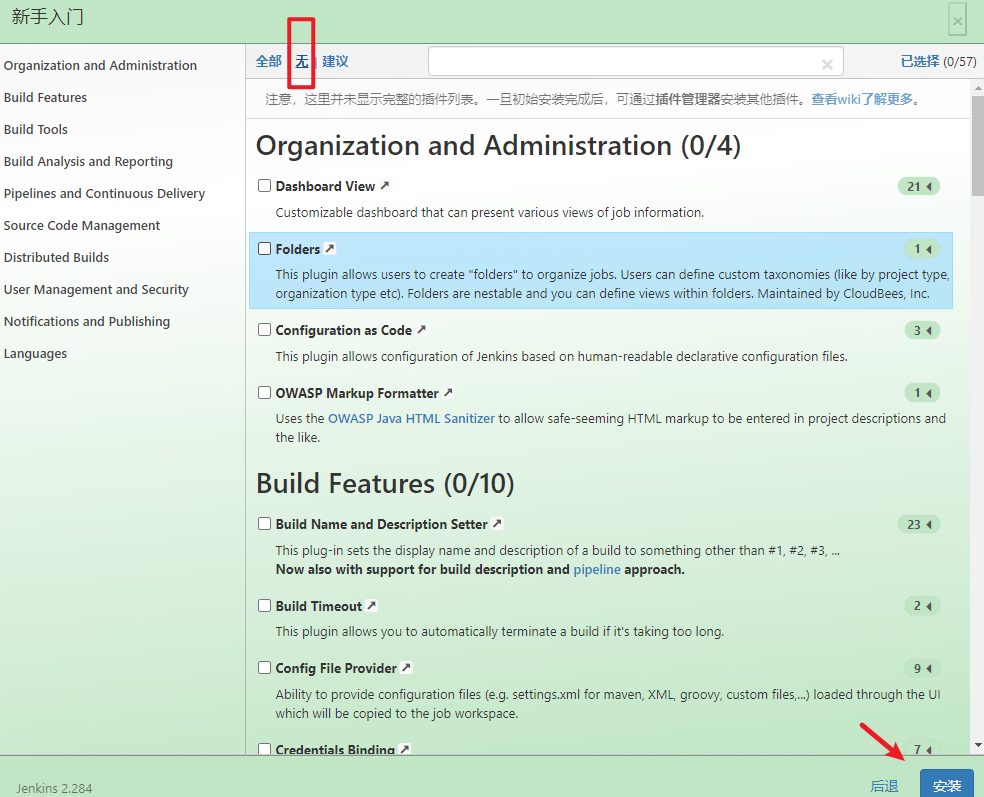 新手入门
×
Organization and Administration
Build Features
Build Tools
Build Analysis and Reporting
Pipelines and Continuous Delivery
Source Code Management
Distributed Builds
User Management and Security
Notifications and Publishing
Languages
全部 | 无 | 建议
×
已选择 (0/57)
注意，这里并未显示完整的插件列表。一旦初始安装完成后，可通过插件管理器安装其他插件。查看wiki了解更多。
Organization and Administration (0/4)
Dashboard View 21
Customizable dashboard that can present various views of job information.
Folders 1
This plugin allows users to create "folders" to organize jobs. Users can define custom taxonomies (like by project type,
organization type etc). Folders are nestable and you can define views within folders. Maintained by CloudBees, Inc.
Configuration as Code 3
This plugin allows configuration of Jenkins based on human-readable declarative configuration files.
OWASP Markup Formatter 1
Uses the OWASP Java HTML Sanitizer to allow safe-seeming HTML markup to be entered in project descriptions and
the like.
Build Features (0/10)
Build Name and Description Setter 23
This plug-in sets the display name and description of a build to something other than #1, #2, #3, ...
Now also with support for build description and pipeline approach.
Build Timeout 2
This plugin allows you to automatically terminate a build if it's taking too long.
Config File Provider 9
Ability to provide configuration files (e.g. settings.xml for maven, XML, groovy, custom files,...) loaded through the UI
which will be copied to the job workspace.
Credentials Binding 7
Jenkins 2.284
后退
安装